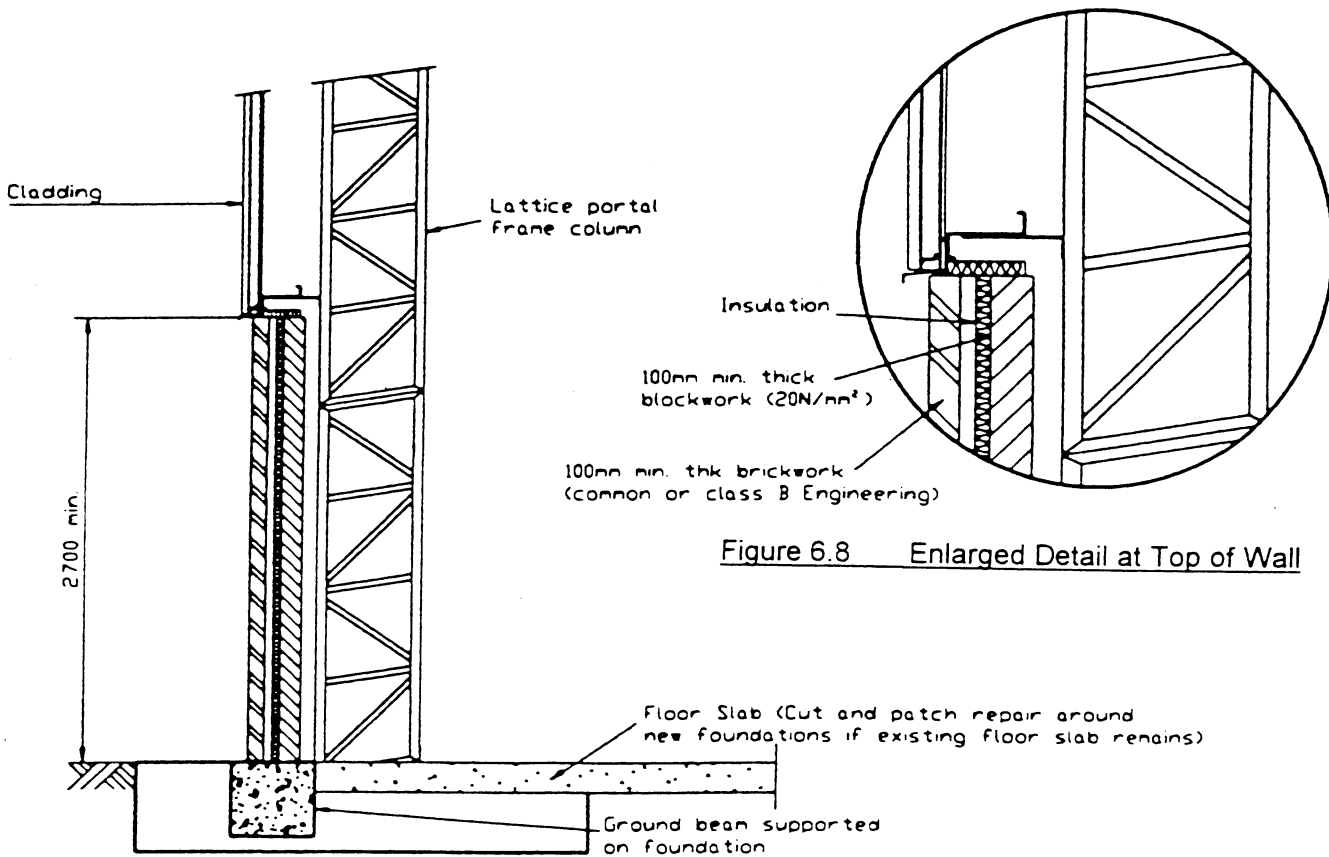 Cladding
Lattice portal
frame column
Insulation
100mm min. thick
blockwork (20N/mm²)
100mm min. thk brickwork
(common or class B Engineering)
Figure 6.8 Enlarged Detail at Top of Wall
2700 min.
Floor Slab (Cut and patch repair around
new foundations if existing floor slab remains)
Ground beam supported
on foundation